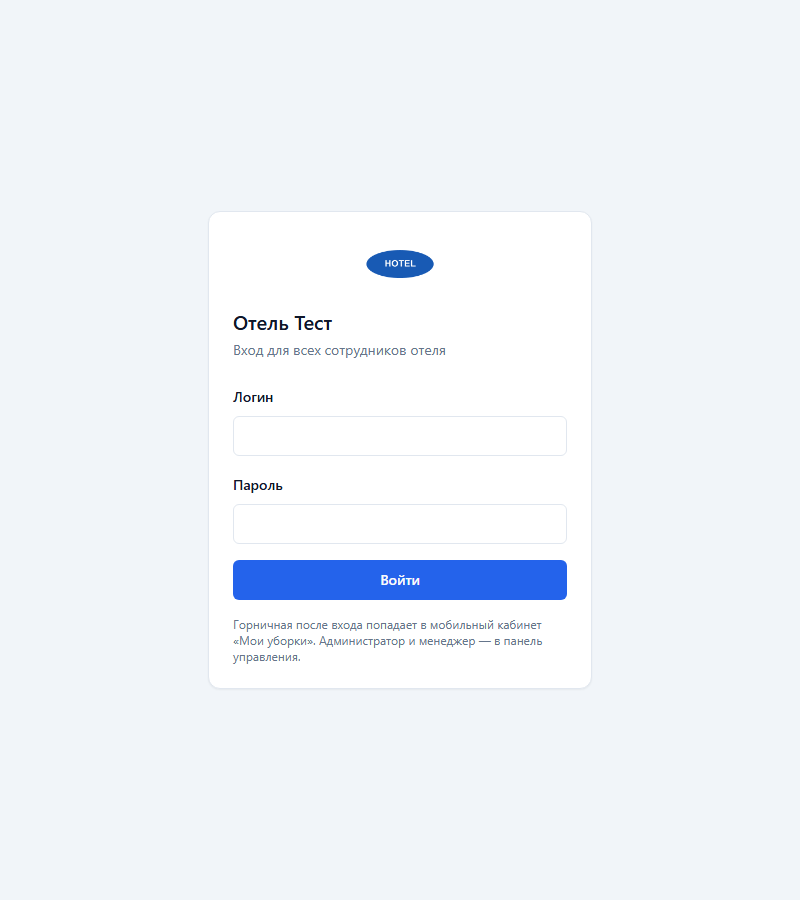 HOTEL
Отель Тест
Вход для всех сотрудников отеля
Логин
Пароль
Войти
Горничная после входа попадает в мобильный кабинет
«Мои уборки». Администратор и менеджер — в панель
управления.